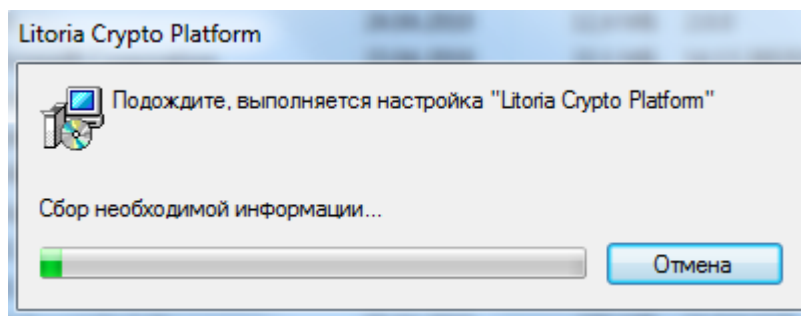 Litoria Crypto Platform
Подождите, выполняется настройка "Litoria Crypto Platform"
Сбор необходимой информации...
Отмена